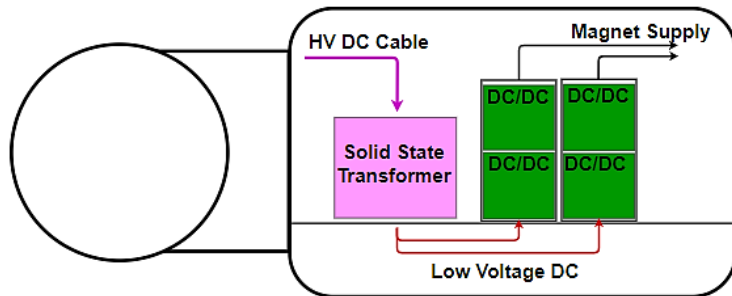 HV DC Cable
Magnet Supply
DC/DC DC/DC
Solid State
Transformer
DC/DC DC/DC
Low Voltage DC